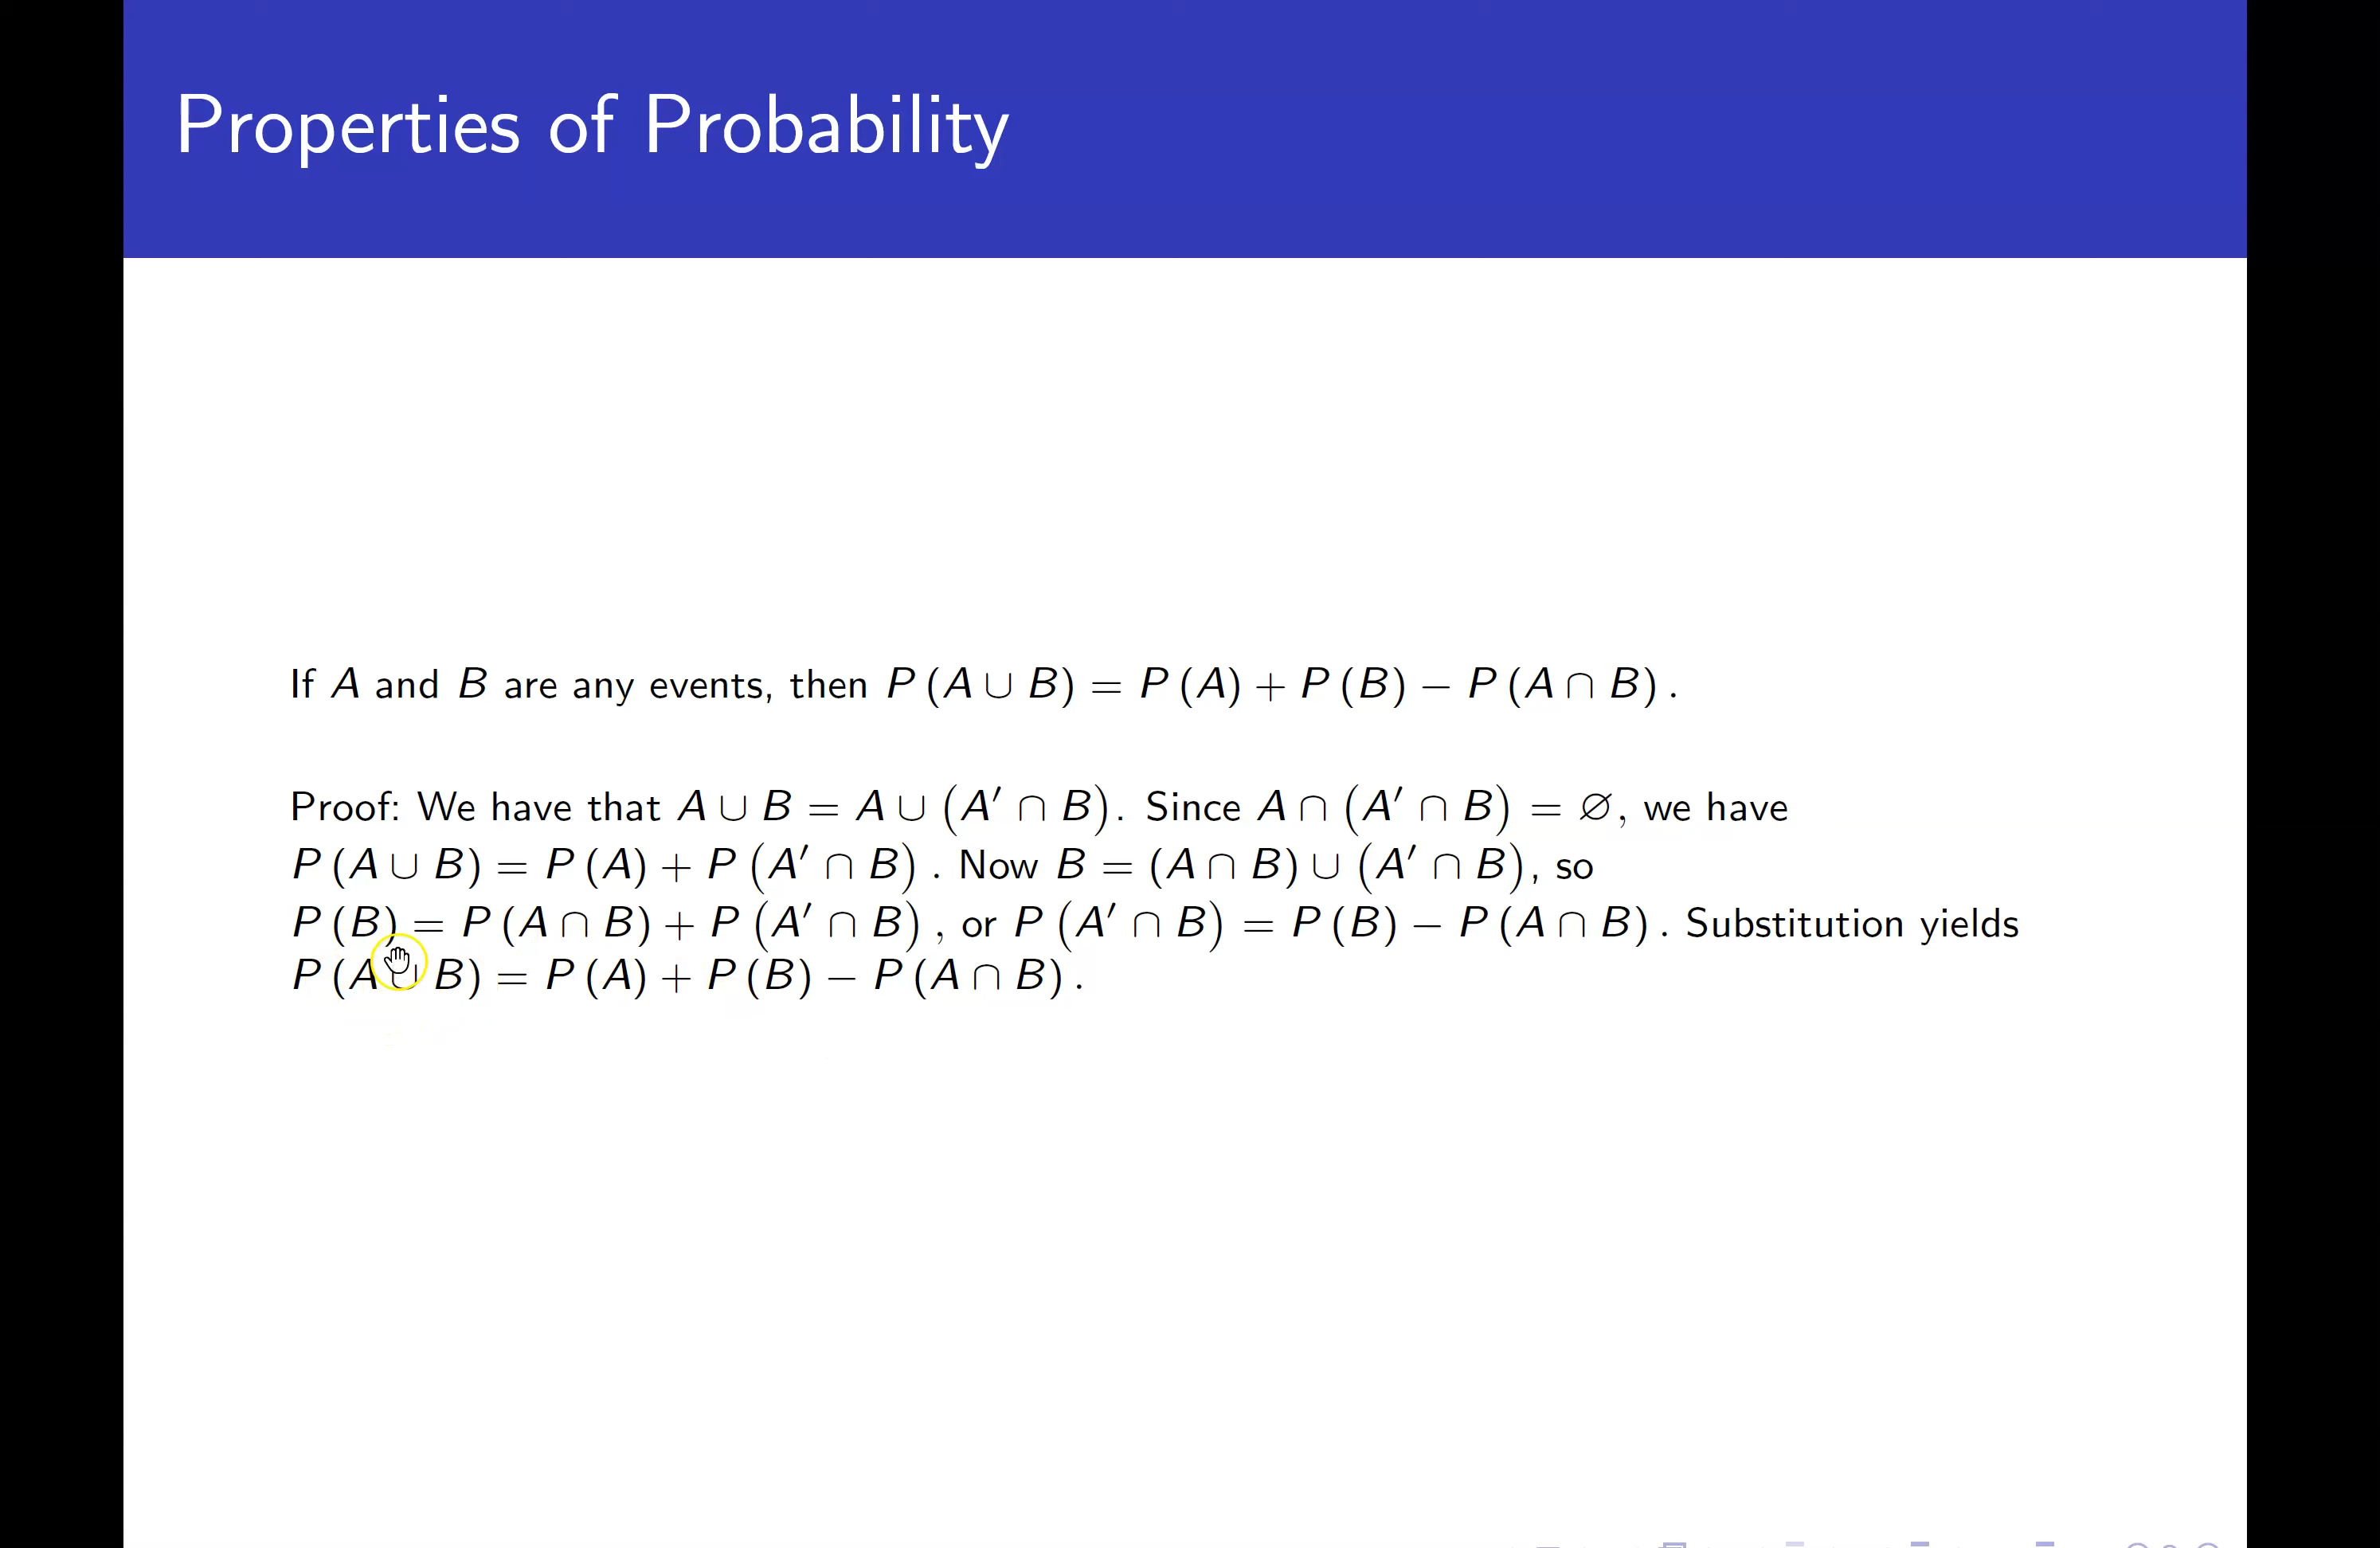 Properties of Probability
If A and B are any events, then P (A ∪ B) = P (A) + P (B) − P (A ∩ B) .
Proof: We have that A ∪ B = A ∪ (A′ ∩ B). Since A ∩ (A′ ∩ B) = ∅, we have
P (A ∪ B) = P (A) + P (A′ ∩ B) . Now B = (A ∩ B) ∪ (A′ ∩ B), so
P (B) = P (A ∩ B) + P (A′ ∩ B) , or P (A′ ∩ B) = P (B) − P (A ∩ B) . Substitution yields
P (A ∪ B) = P (A) + P (B) − P (A ∩ B) .